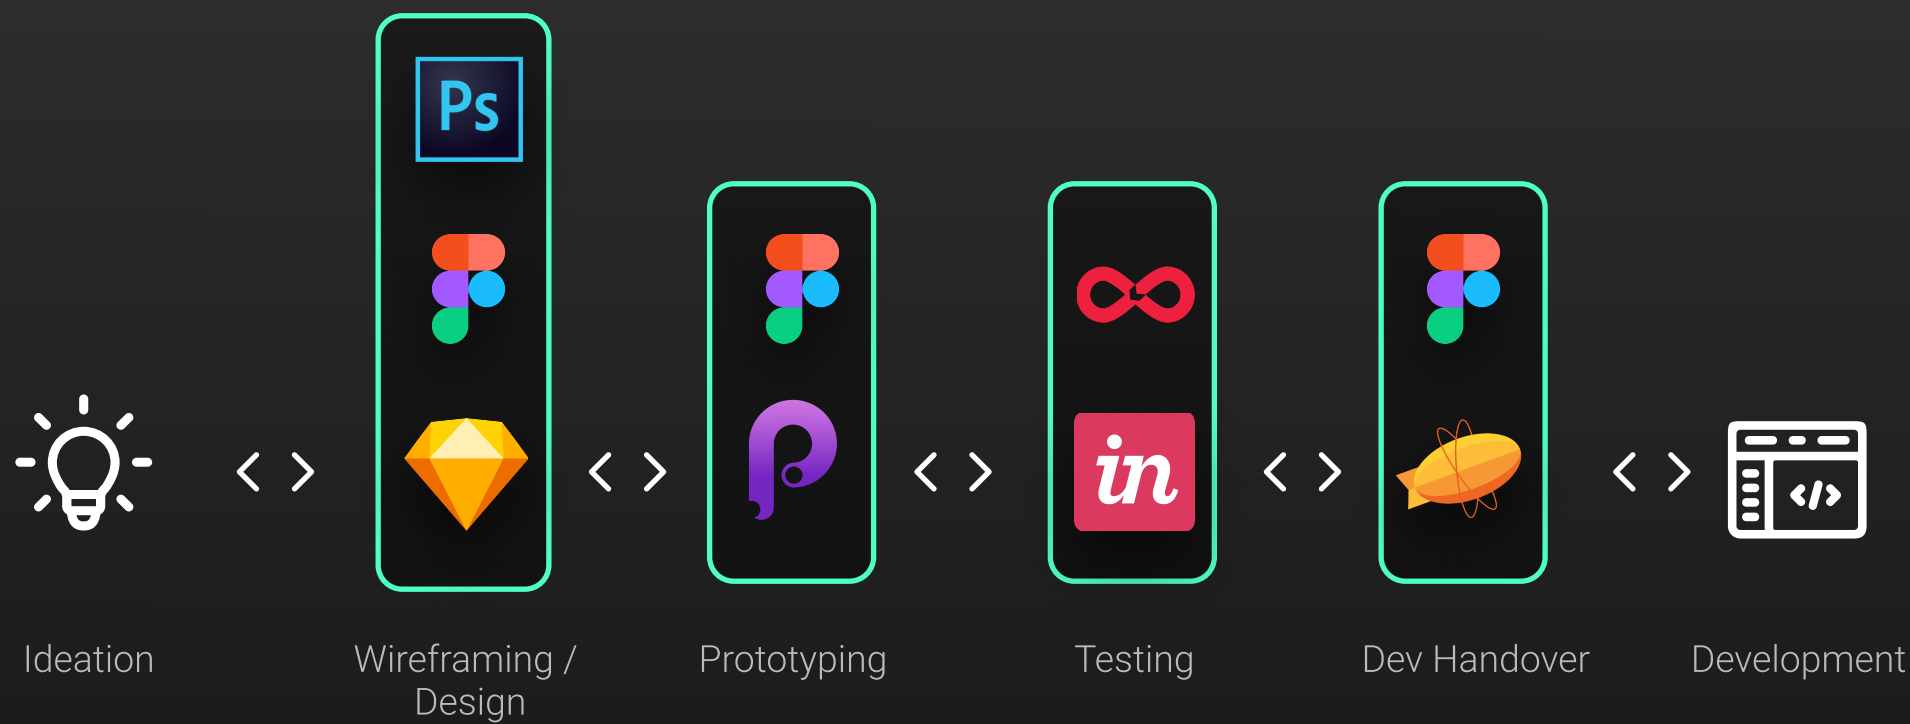 Ps
in
Ideation
Wireframing /
Design
Prototyping
Testing
Dev Handover
Development